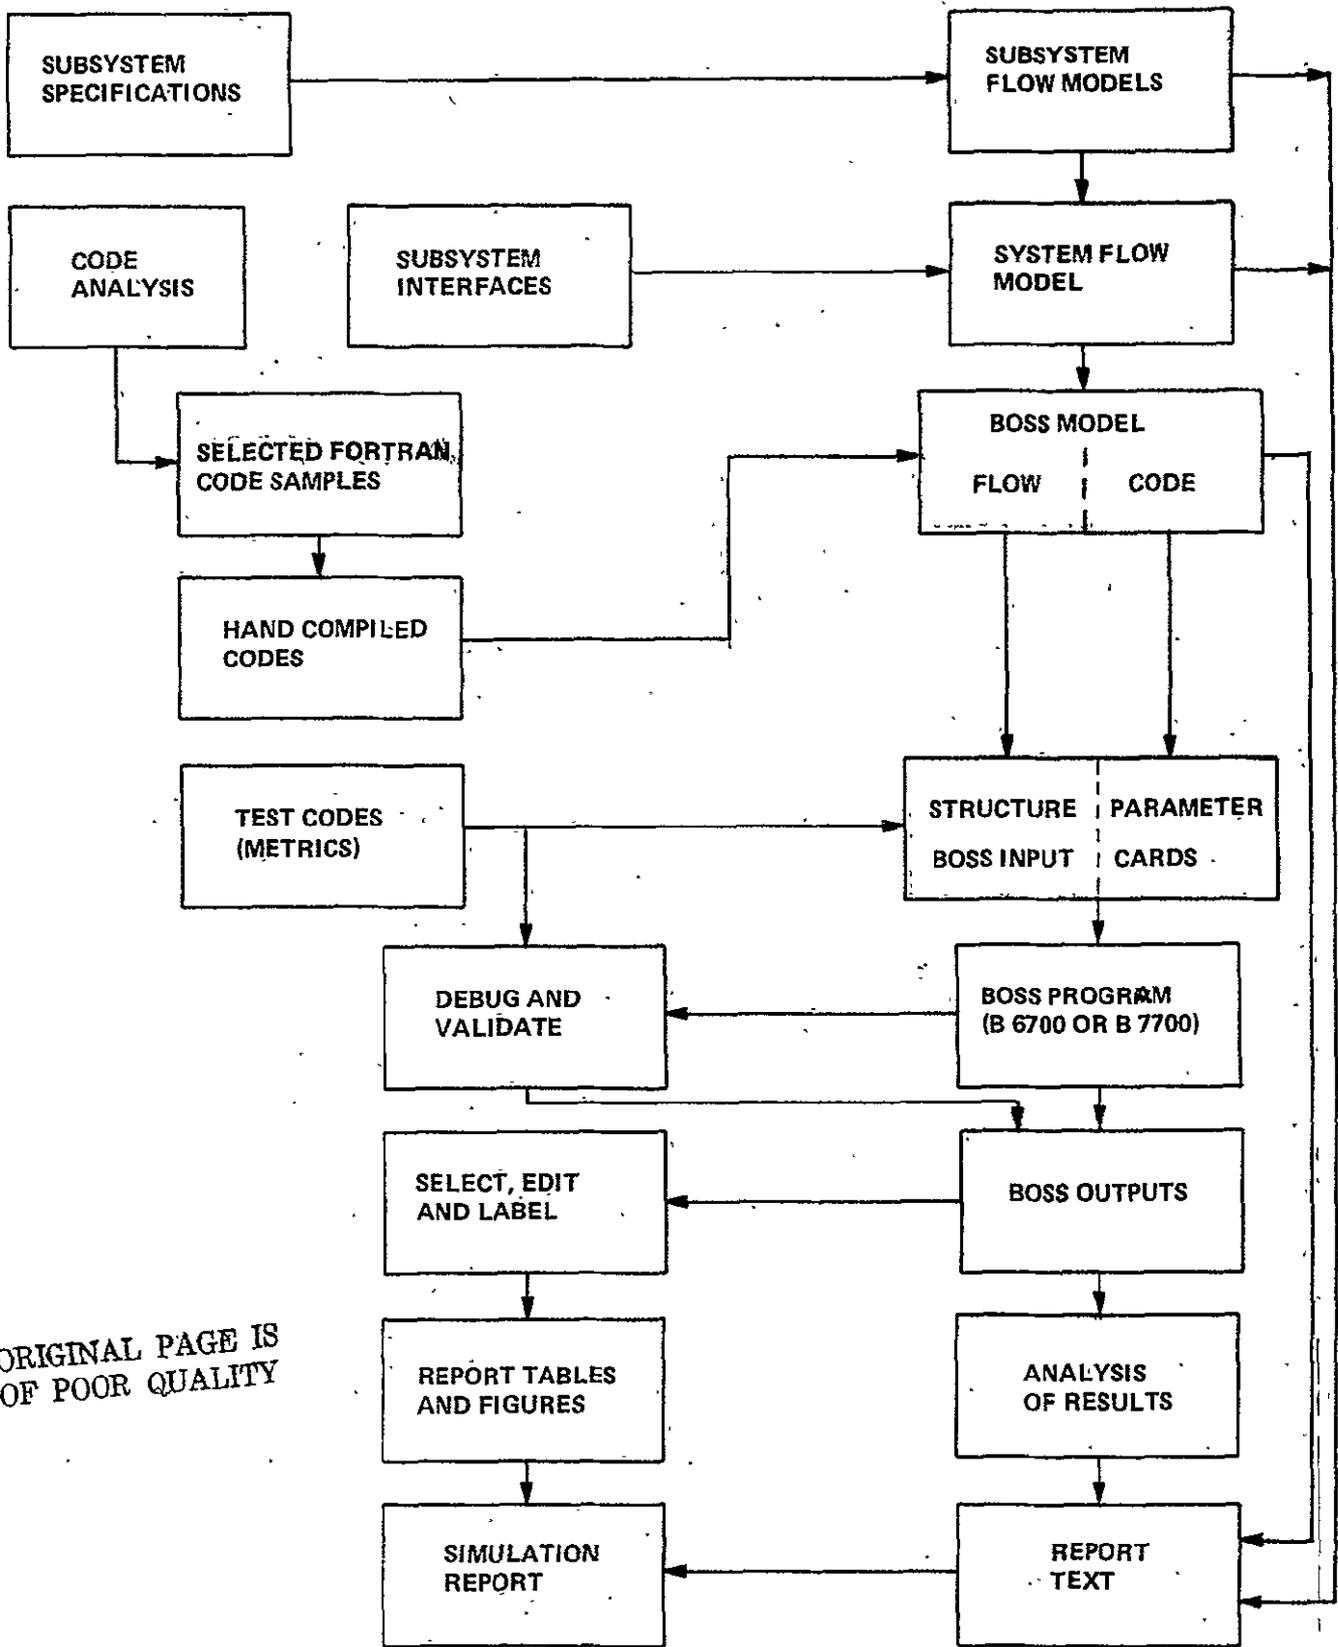 SUBSYSTEM
SPECIFICATIONS
SUBSYSTEM
FLOW MODELS
CODE
ANALYSIS
SUBSYSTEM
INTERFACES
SYSTEM FLOW
MODEL
SELECTED FORTRAN
CODE SAMPLES
BOSS MODEL
FLOW
CODE
HAND COMPILED
CODES
TEST CODES
(METRICS)
STRUCTURE
PARAMETER
BOSS INPUT
CARDS
DEBUG AND
VALIDATE
BOSS PROGRAM
(B 6700 OR B 7700)
SELECT, EDIT
AND LABEL
BOSS OUTPUTS
ORIGINAL PAGE IS
OF POOR QUALITY
REPORT TABLES
AND FIGURES
ANALYSIS
OF RESULTS
SIMULATION
REPORT
REPORT
TEXT